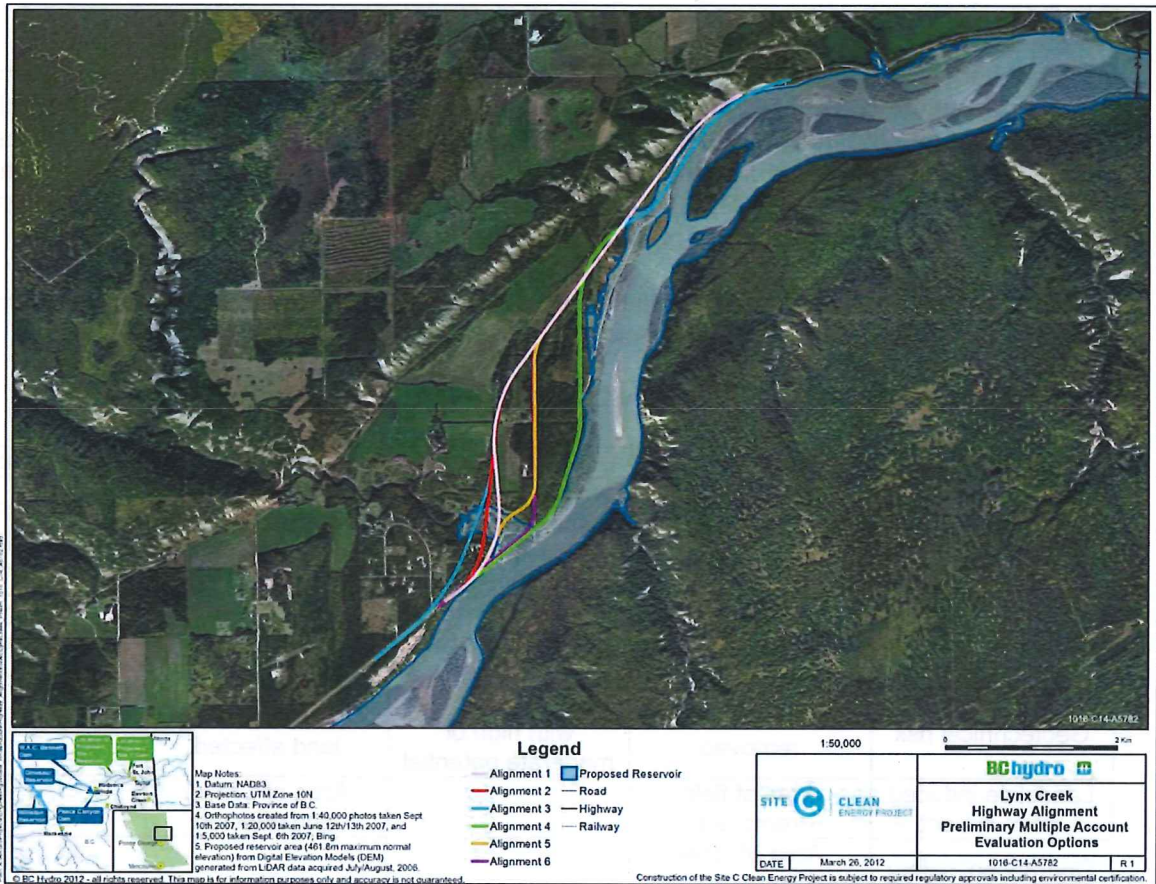 1016-C14-A5782
Legend
Alignment 1
Alignment 2
Alignment 3
Alignment 4
Alignment 5
Alignment 6
Proposed Reservoir
Road
Highway
Railway
Map Notes:
1. Datum: NAD83
2. Projection: UTM Zone 10N
3. Base Data: Province of B.C.
4. Orthophotos created from 1:40,000 photos taken Sept
10th 2007, 1:20,000 taken June 12th/13th 2007, and
1:5,000 taken Sept. 6th 2007, Bing
5. Proposed reservoir area (461.8m maximum normal
elevation) from Digital Elevation Models (DEM)
generated from LiDAR data acquired July/August, 2006.
© BC Hydro 2012 - all rights reserved. This map is for information purposes only and accuracy is not guaranteed.
1:50,000
0 2 Km
SITE C CLEAN
ENERGY PROJECT
BC hydro
Lynx Creek
Highway Alignment
Preliminary Multiple Account
Evaluation Options
DATE March 26, 2012 1016-C14-A5782 R 1
Construction of the Site C Clean Energy Project is subject to required regulatory approvals including environmental certification.